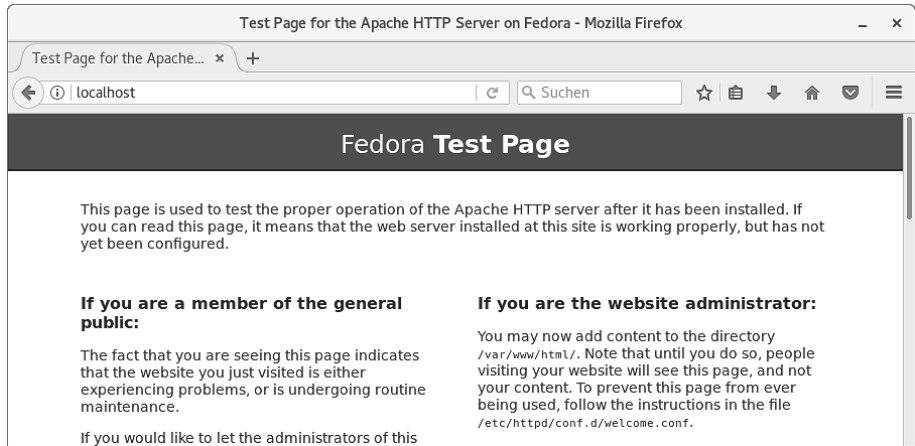 Test Page for the Apache HTTP Server on Fedora - Mozilla Firefox
Test Page for the Apache...
localhost
Suchen
Fedora Test Page
This page is used to test the proper operation of the Apache HTTP server after it has been installed. If
you can read this page, it means that the web server installed at this site is working properly, but has not
yet been configured.
If you are a member of the general
public:
The fact that you are seeing this page indicates
that the website you just visited is either
experiencing problems, or is undergoing routine
maintenance.
If you would like to let the administrators of this
If you are the website administrator:
You may now add content to the directory
/var/www/html/. Note that until you do so, people
visiting your website will see this page, and not
your content. To prevent this page from ever
being used, follow the instructions in the file
/etc/httpd/conf.d/welcome.conf.